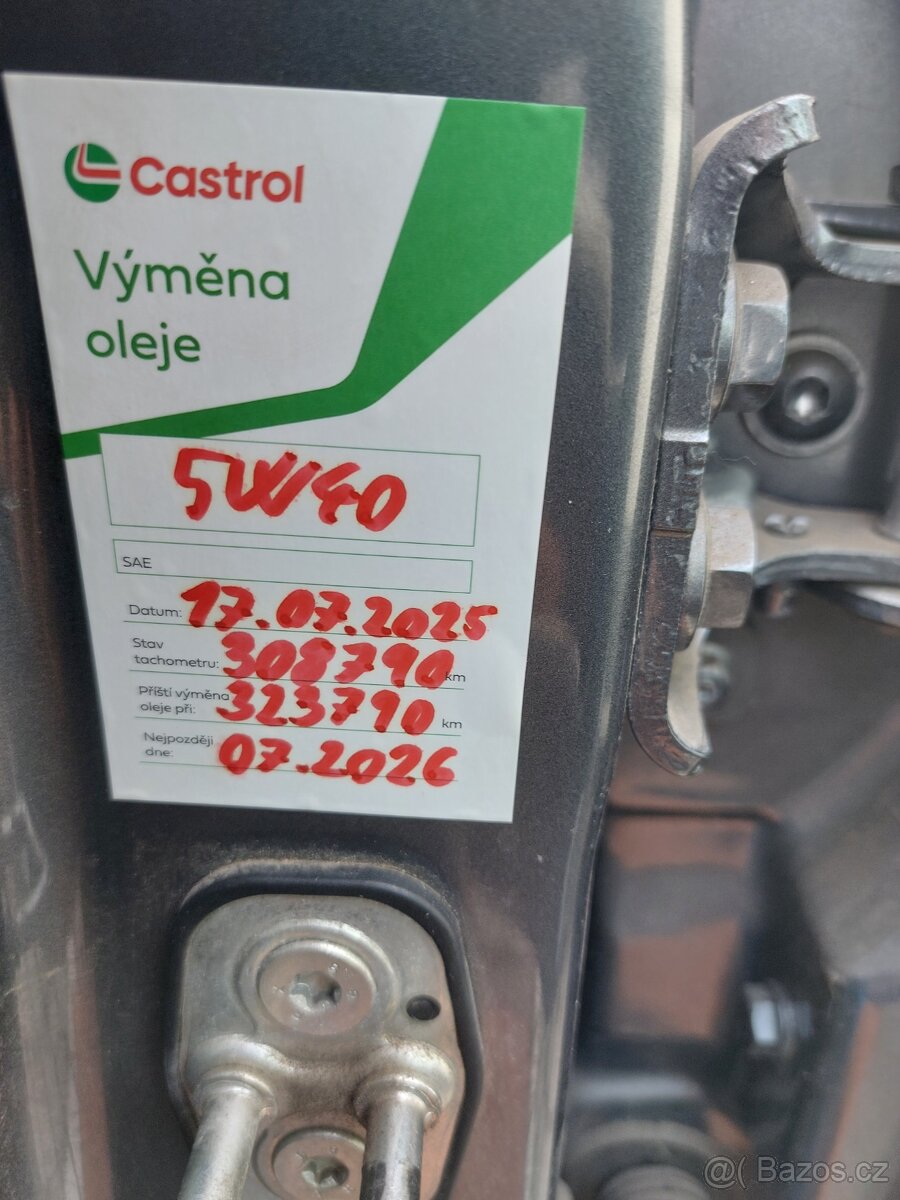 Castrol
Výměna
oleje
5W40
SAE
Datum: 17.07.2025
Stav
tachometru: 308790 km
Příští výměna
oleje při: 323790 km
Nejpozději
dne: 07.2026
@( Bazos.cz